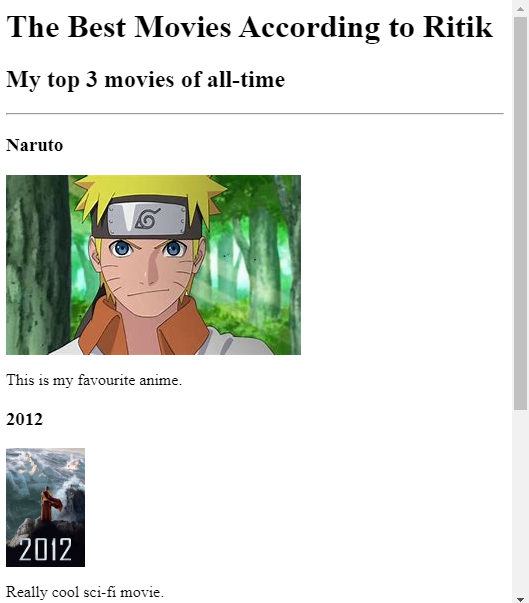 The Best Movies According to Ritik
My top 3 movies of all-time
Naruto
This is my favourite anime.
2012
2012
Really cool sci-fi movie.